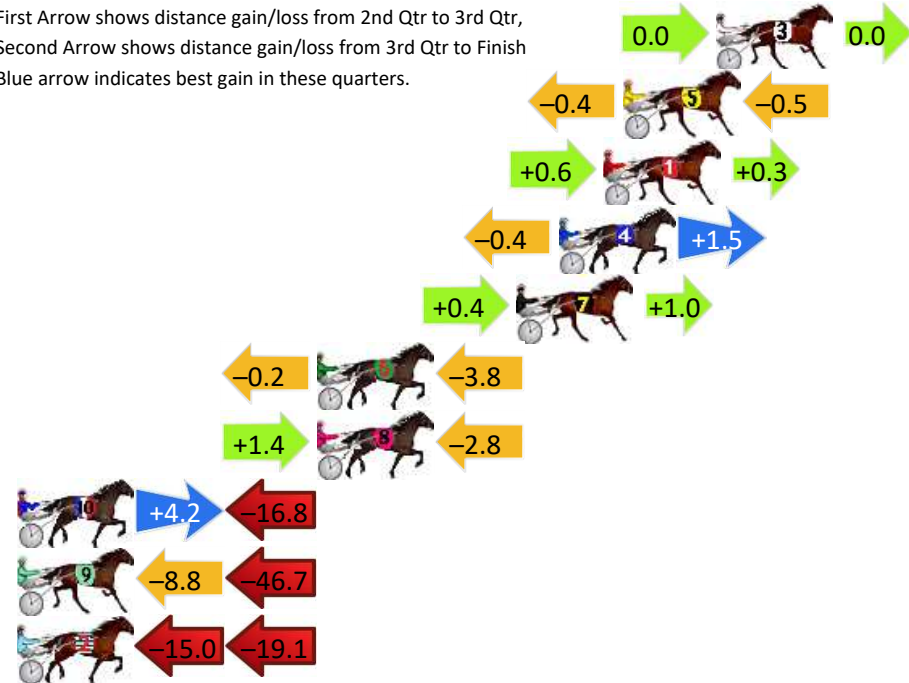 First Arrow shows distance gain/loss from 2nd Qtr to 3rd Qtr,
Second Arrow shows distance gain/loss from 3rd Qtr to Finish
Blue arrow indicates best gain in these quarters.
0.0 3 0.0
–0.4 5 –0.5
+0.6 1 +0.3
–0.4 4 +1.5
+0.4 7 +1.0
–0.2 6 –3.8
+1.4 8 –2.8
10 +4.2 –16.8
9 –8.8 –46.7
2 –15.0 –19.1